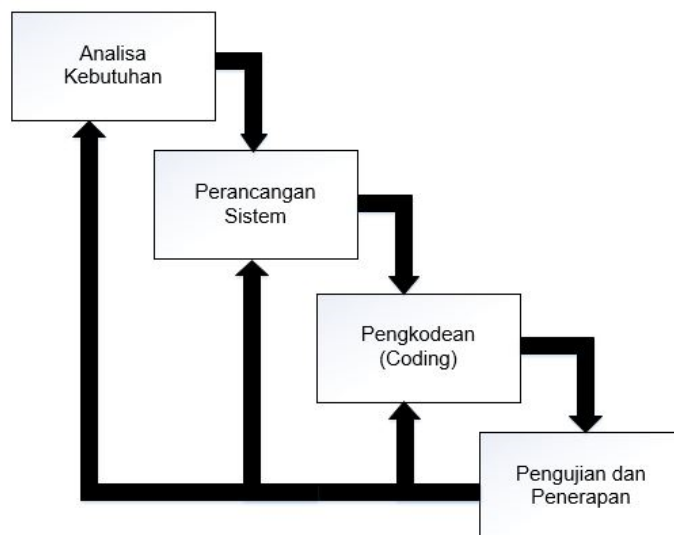 Analisa
Kebutuhan
Perancangan
Sistem
Pengkodean
(Coding)
Pengujian dan
Penerapan